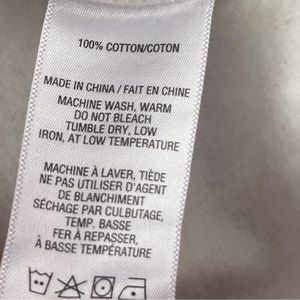 100% COTTON/COTON
MADE IN CHINA / FAIT EN CHINE
MACHINE WASH, WARM
DO NOT BLEACH
TUMBLE DRY, LOW
IRON, AT LOW TEMPERATURE
MACHINE À LAVER, TIÈDE
NE PAS UTILISER D'AGENT
DE BLANCHIMENT
SÉCHAGE PAR CULBUTAGE,
TEMP. BASSE
FER À REPASSER,
À BASSE TEMPÉRATURE